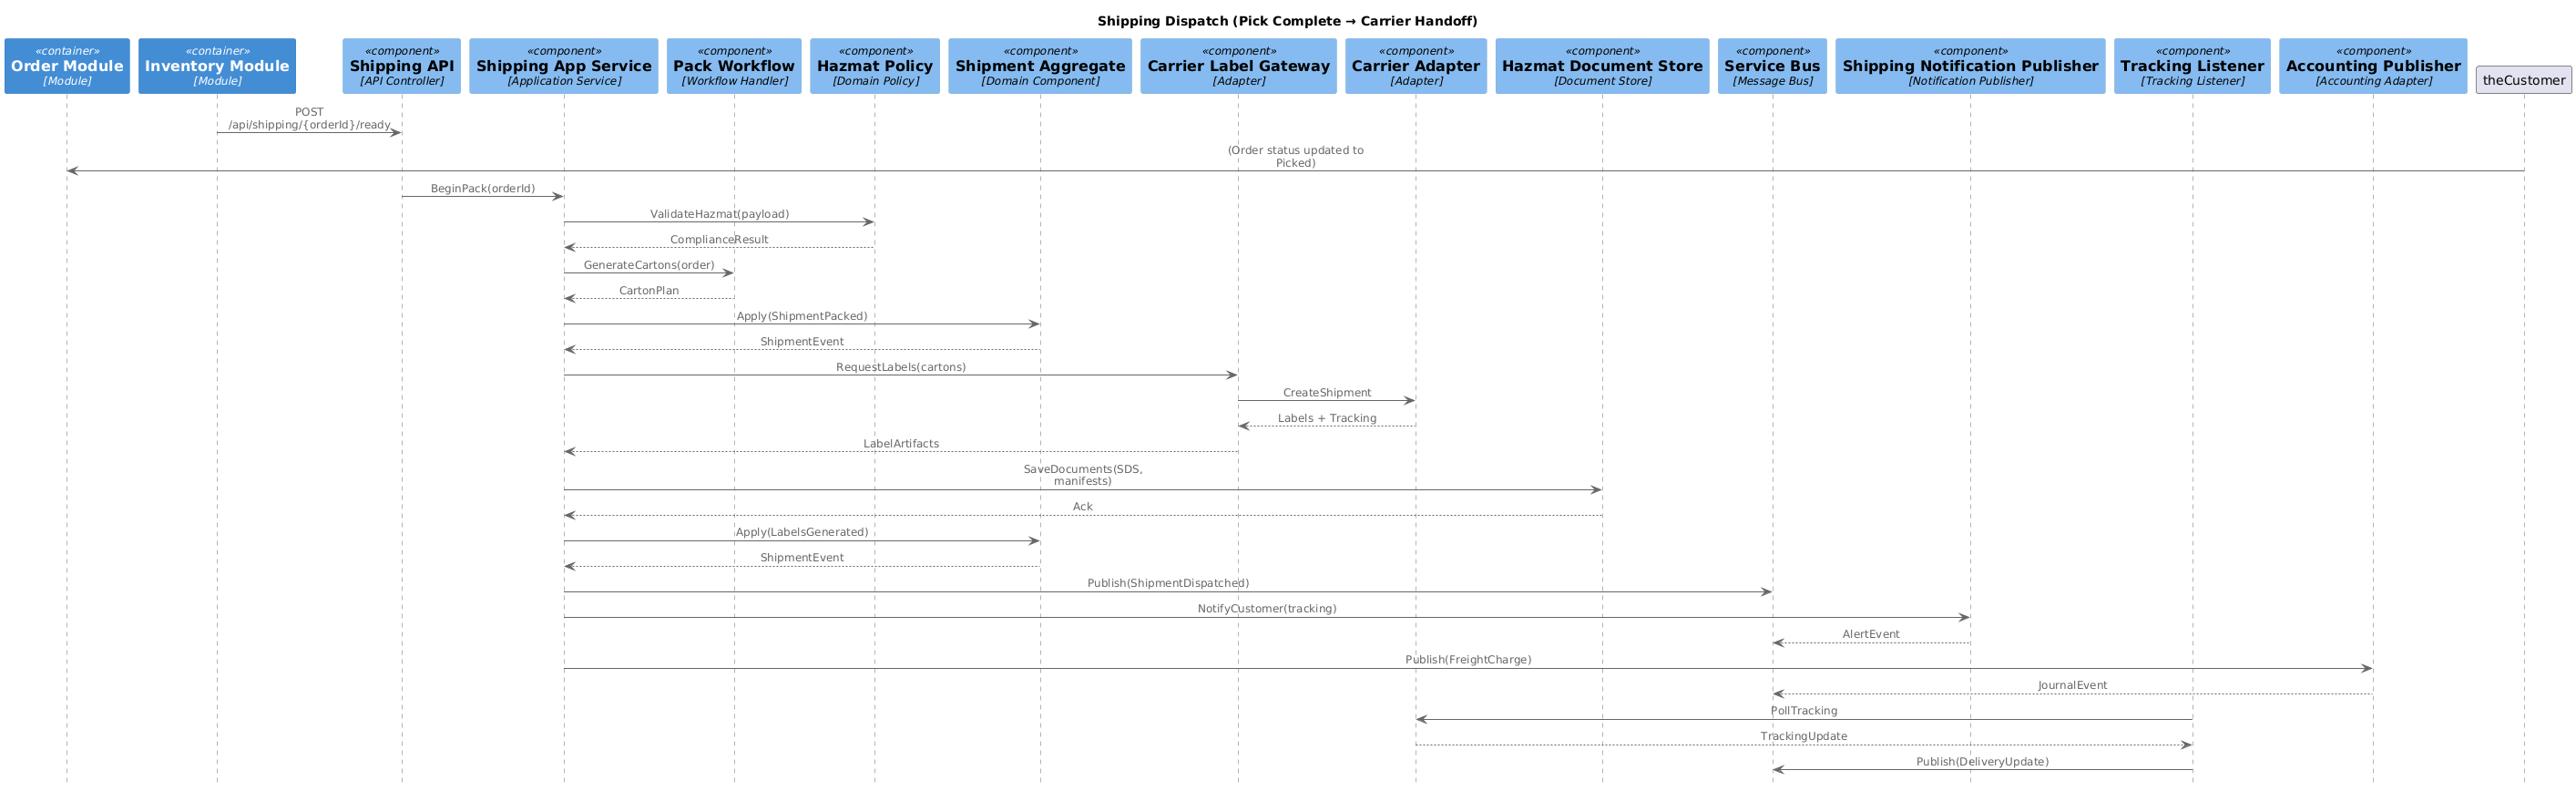 Shipping Dispatch (Pick Complete → Carrier Handoff)
«container»
Order Module
[Module]
«container»
Inventory Module
[Module]
«component»
Shipping API
[API Controller]
«component»
Shipping App Service
[Application Service]
«component»
Pack Workflow
[Workflow Handler]
«component»
Hazmat Policy
[Domain Policy]
«component»
Shipment Aggregate
[Domain Component]
«component»
Carrier Label Gateway
[Adapter]
«component»
Carrier Adapter
[Adapter]
«component»
Hazmat Document Store
[Document Store]
«component»
Service Bus
[Message Bus]
«component»
Shipping Notification Publisher
[Notification Publisher]
«component»
Tracking Listener
[Tracking Listener]
«component»
Accounting Publisher
[Accounting Adapter]
theCustomer
POST
/api/shipping/{orderId}/ready
(Order status updated to
Picked)
BeginPack(orderId)
ValidateHazmat(payload)
ComplianceResult
GenerateCartons(order)
CartonPlan
Apply(ShipmentPacked)
ShipmentEvent
RequestLabels(cartons)
CreateShipment
Labels + Tracking
LabelArtifacts
SaveDocuments(SDS,
manifests)
Ack
Apply(LabelsGenerated)
ShipmentEvent
Publish(ShipmentDispatched)
NotifyCustomer(tracking)
AlertEvent
Publish(FreightCharge)
JournalEvent
PollTracking
TrackingUpdate
Publish(DeliveryUpdate)